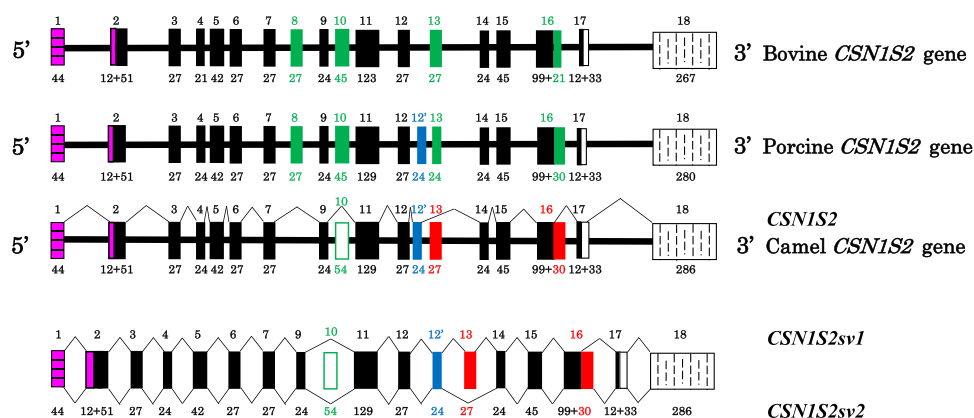 1 2 3 4 5 6 7 8 9 10 11 12 13 14 15 16 17 18
5’ 3’ Bovine CSN1S2 gene
44 12+51 27 21 42 27 27 27 24 45 123 27 27 24 45 99+21 12+33 267
1 2 3 4 5 6 7 8 9 10 11 12 12’ 13 14 15 16 17 18
5’ 3’ Porcine CSN1S2 gene
44 12+51 27 24 42 27 27 27 24 45 129 27 24 24 24 45 99+30 12+33 280
1 2 3 4 5 6 7 9 10 11 12 12’ 13 14 15 16 17 18 CSN1S2
5’ 3’ Camel CSN1S2 gene
44 12+51 27 24 42 27 27 24 54 129 27 24 27 24 45 99+30 12+33 286
1 2 3 4 5 6 7 9 10 11 12 12’ 13 14 15 16 17 18 CSN1S2sv1
44 12+51 27 24 42 27 27 24 54 129 27 24 27 24 45 99+30 12+33 286 CSN1S2sv2